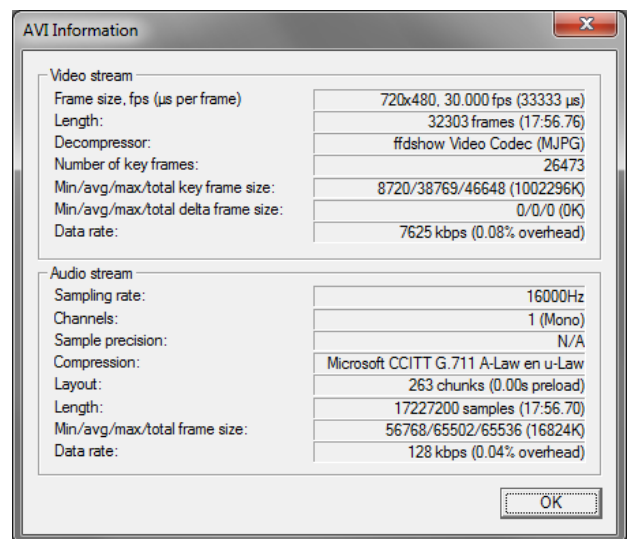 AVI Information
Video stream
Frame size, fps (µs per frame) 720x480, 30.000 fps (33333 µs)
Length: 32303 frames (17:56.76)
Decompressor: ffdshow Video Codec (MJPG)
Number of key frames: 26473
Min/avg/max/total key frame size: 8720/38769/46648 (1002296K)
Min/avg/max/total delta frame size: 0/0/0 (0K)
Data rate: 7625 kbps (0.08% overhead)
Audio stream
Sampling rate: 16000Hz
Channels: 1 (Mono)
Sample precision: N/A
Compression: Microsoft CCITT G.711 A-Law en u-Law
Layout: 263 chunks (0.00s preload)
Length: 17227200 samples (17:56.70)
Min/avg/max/total frame size: 56768/65502/65536 (16824K)
Data rate: 128 kbps (0.04% overhead)
OK